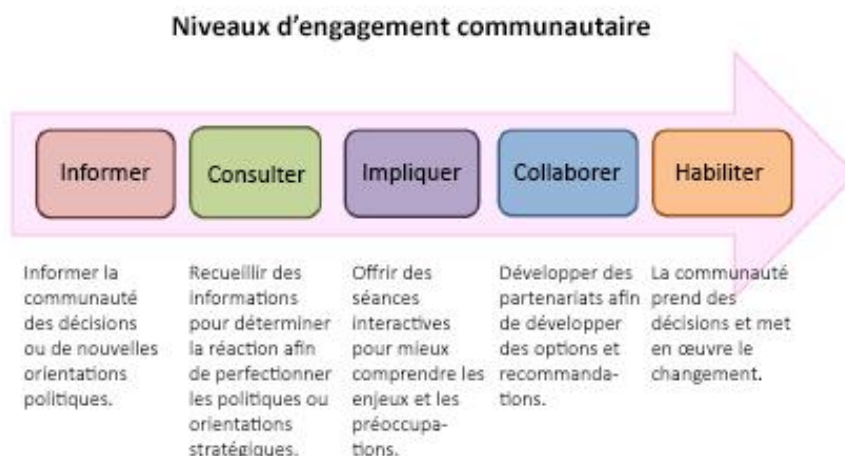 Niveaux d’engagement communautaire
Informer
Consulter
Impliquer
Collaborer
Habiliter
Informer la
communauté
des décisions
ou de nouvelles
orientations
politiques.
Recueillir des
informations
pour déterminer
la réaction afin
de perfectionner
les politiques ou
orientations
stratégiques.
Offrir des
séances
interactives
pour mieux
comprendre les
enjeux et les
préoccupa-
tions.
Développer des
partenariats afin
de développer
des options et
recommanda-
tions.
La communauté
prend des
décisions et met
en œuvre le
changement.